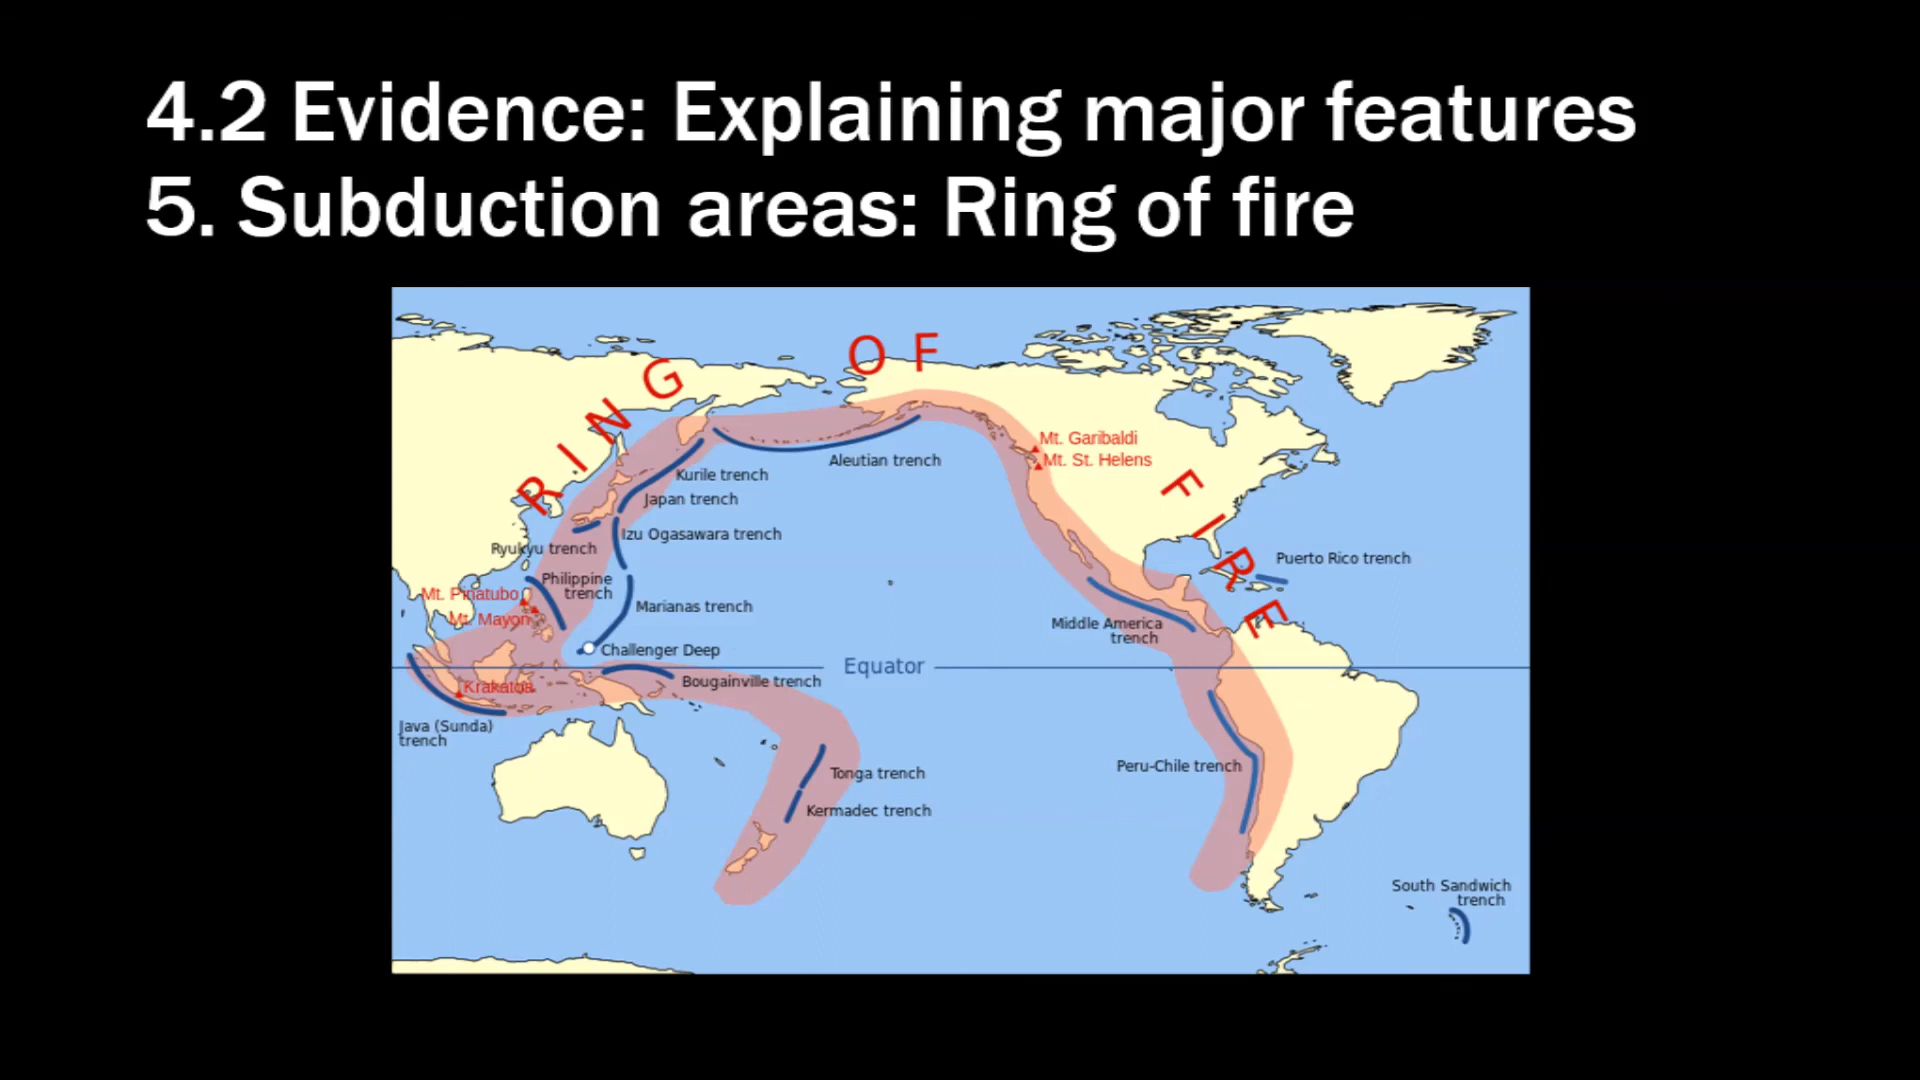 4.2 Evidence: Explaining major features
5. Subduction areas: Ring of fire
RING OF FIRE
Mt. Garibaldi
Mt. St. Helens
Aleutian trench
Kurile trench
Japan trench
Izu Ogasawara trench
Ryukyu trench
Puerto Rico trench
Philippine
trench
Mt. Pinatubo
Mt. Mayon
Marianas trench
Middle America
trench
Challenger Deep
Equator
Bougainville trench
Krakatoa
Java (Sunda)
trench
Peru-Chile trench
Tonga trench
Kermadec trench
South Sandwich
trench